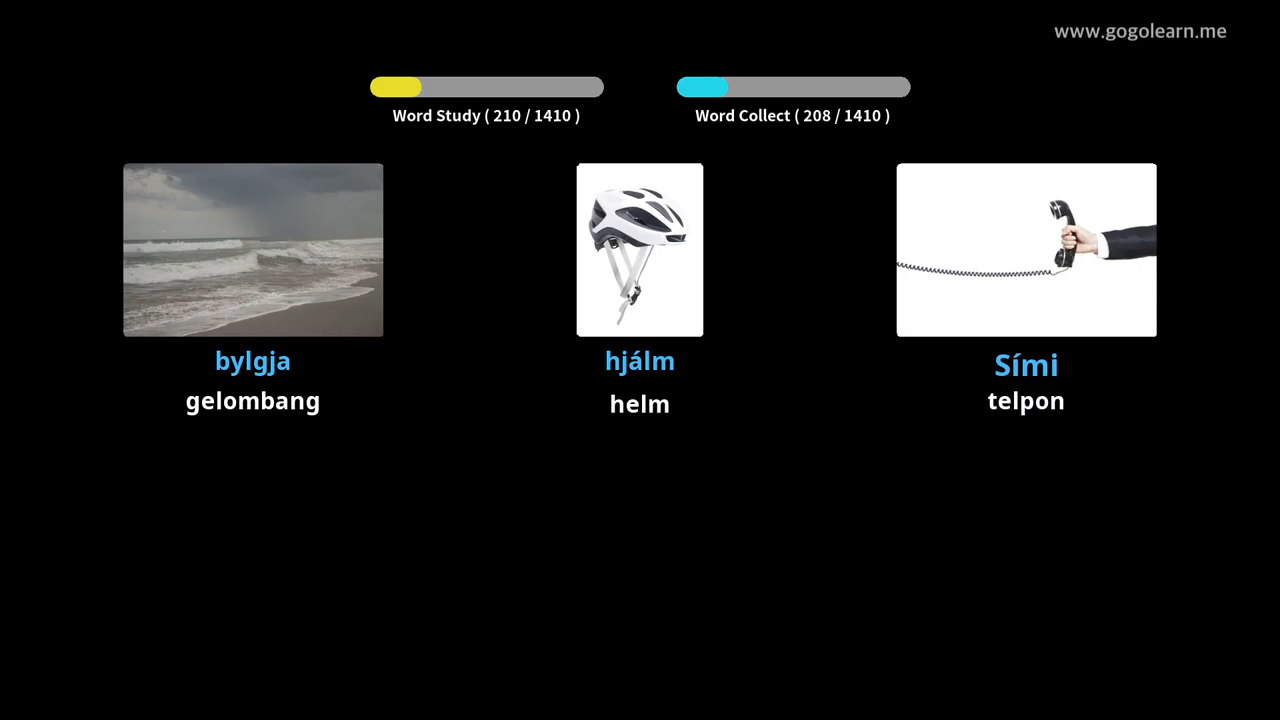 www.gogolearn.me
Word Study ( 210 / 1410 )
Word Collect ( 208 / 1410 )
bylgja
gelombang
hjálm
helm
Sími
telpon